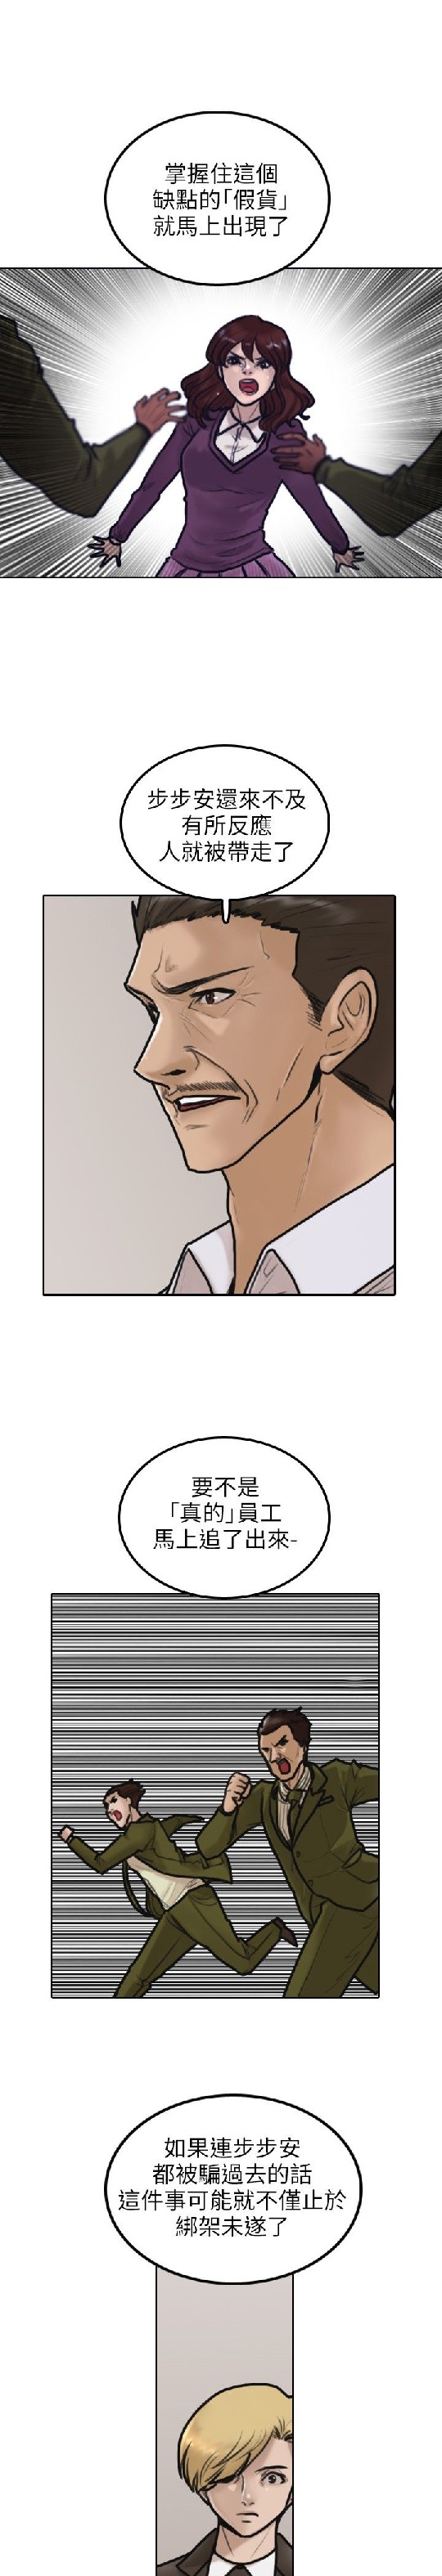 掌握住這個
缺點的「假貨」
就馬上出現了
步步安還來不及
有所反應
人就被帶走了
要不是
「真的」員工
馬上追了出來-
如果連步步安
都被騙過去的話
這件事可能就不僅止於
綁架未遂了